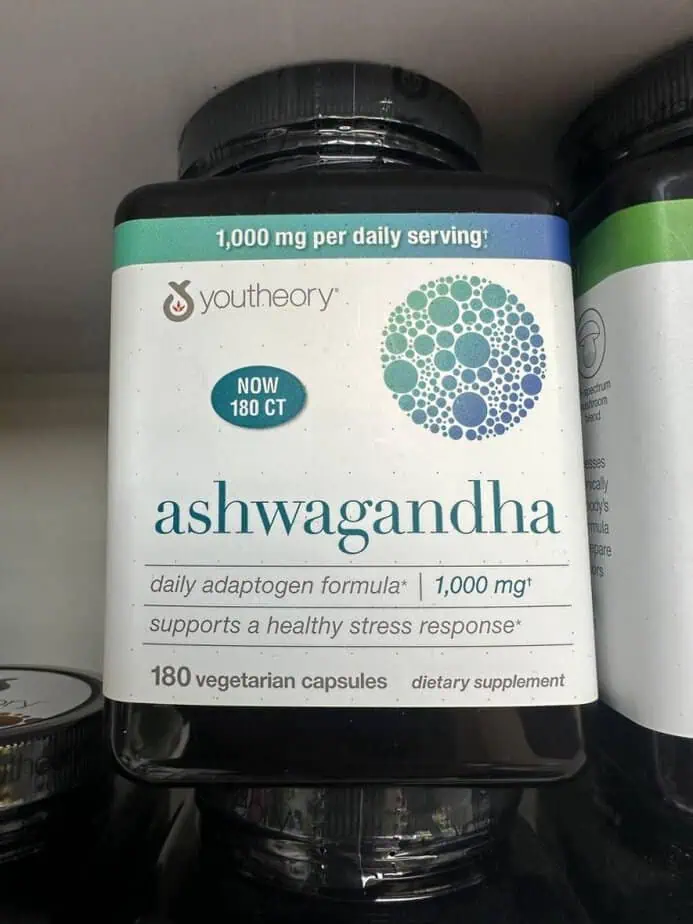 1,000 mg per daily serving†
youtheory®
NOW
180 CT
ashwagandha
daily adaptogen formula* | 1,000 mg†
supports a healthy stress response*
180 vegetarian capsules dietary supplement
blend